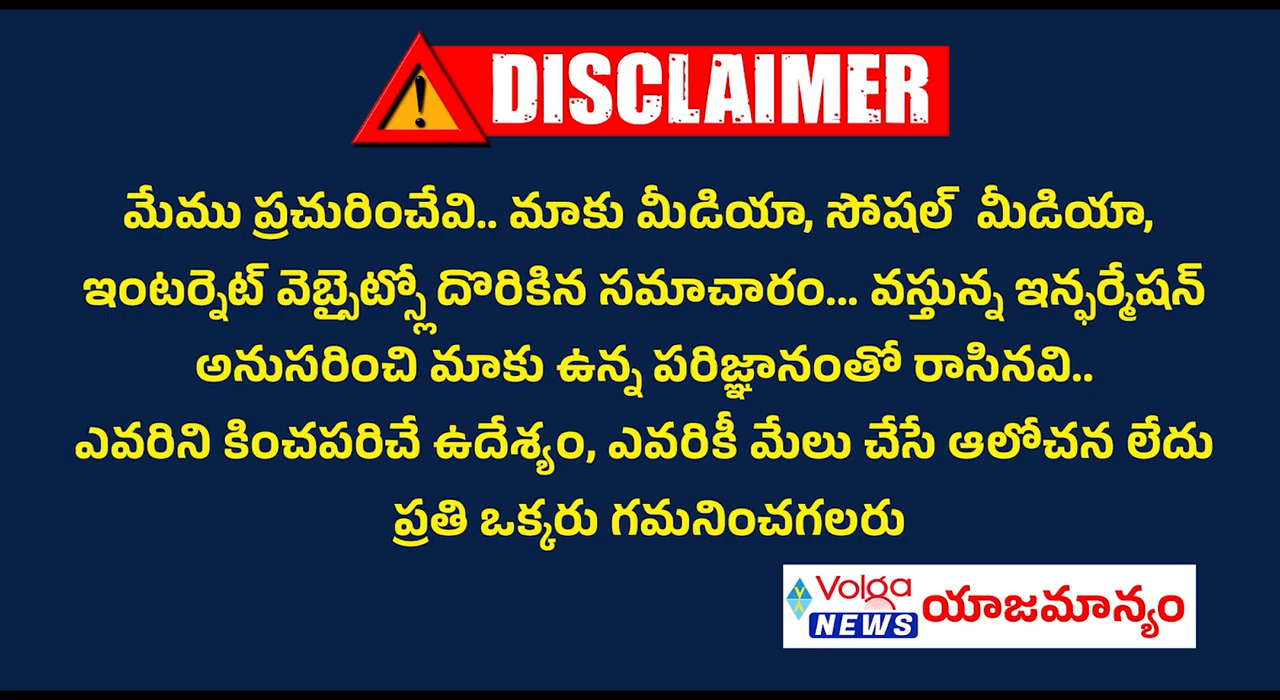 DISCLAIMER
మేము ప్రచురించేవి.. మాకు మీడియా, సోషల్ మీడియా,
ఇంటర్నెట్ వెబ్సైట్స్లో దొరికిన సమాచారం... వస్తున్న ఇన్ఫర్మేషన్
అనుసరించి మాకు ఉన్న పరిజ్ఞానంతో రాసినవి..
ఎవరిని కించపరిచే ఉదేశ్యం, ఎవరికీ మేలు చేసే ఆలోచన లేదు
ప్రతి ఒక్కరు గమనించగలరు
Volga
NEWS యాజమాన్యం